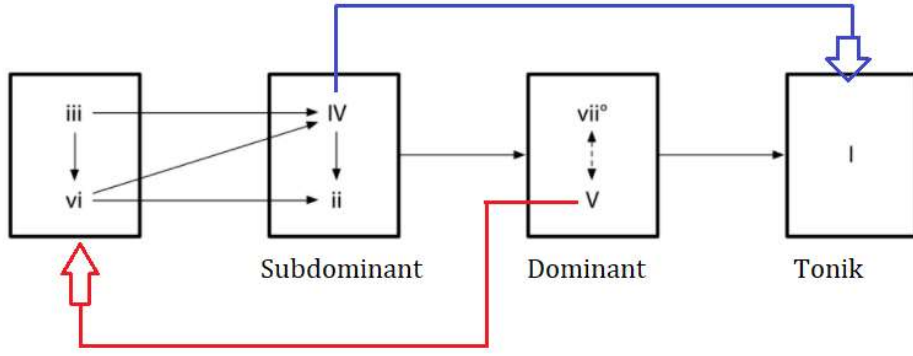 iii
vi
IV
ii
Subdominant
vii°
V
Dominant
I
Tonik